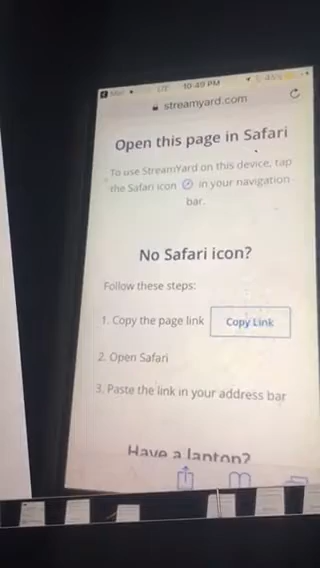 10:49 PM
streamyard.com
Open this page in Safari
To use StreamYard on this device, tap
the Safari icon in your navigation
bar.
No Safari icon?
Follow these steps:
1. Copy the page link Copy Link
2. Open Safari
3. Paste the link in your address bar
Have a laptop?